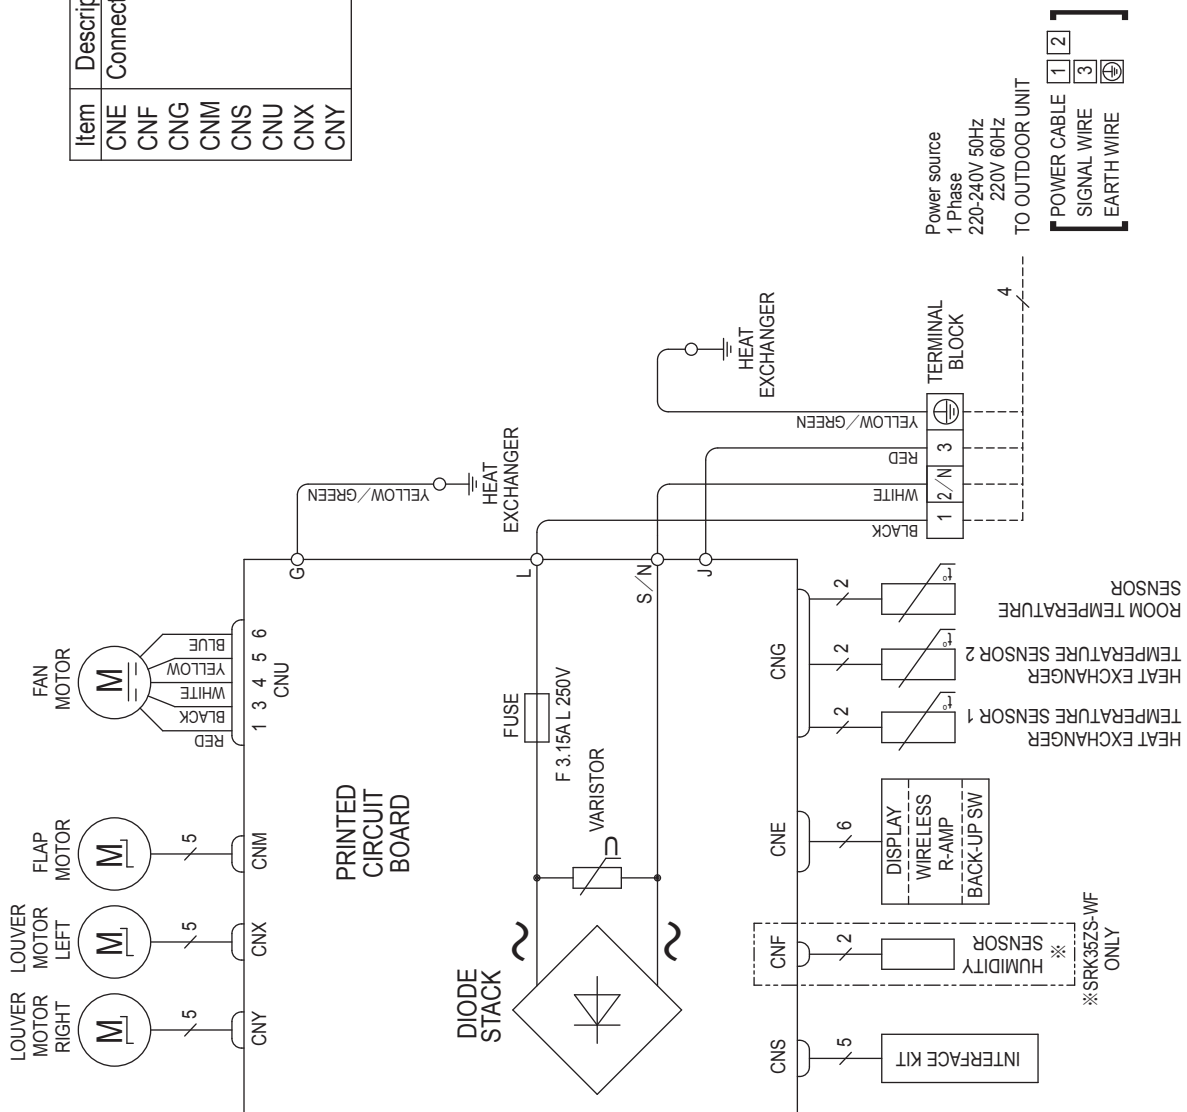 Item
CNE
CNF
CNG
CNM
CNS
CNU
CNX
CNY
Power source
1 Phase
220-240V 50Hz
220V 60Hz
TO OUTDOOR UNIT
POWER CABLE 1 2
SIGNAL WIRE 3
EARTH WIRE
4
HEAT
EXCHANGER
TERMINAL
BLOCK
YELLOW/GREEN
RED
WHITE
BLACK
3
2/N
1
HEAT
EXCHANGER
YELLOW/GREEN
G
L
S/N
J
FAN
MOTOR
M
BLUE
YELLOW
WHITE
BLACK
RED
1 3 4 5 6
CNU
FLAP
MOTOR
M
5
CNM
LOUVER
MOTOR
LEFT
M
5
CNX
LOUVER
MOTOR
RIGHT
M
5
CNY
PRINTED
CIRCUIT
BOARD
FUSE
F 3.15A L 250V
VARISTOR
U
DIODE
STACK
CNG
2
t°
ROOM TEMPERATURE
SENSOR
2
t°
HEAT EXCHANGER
TEMPERATURE SENSOR 2
2
t°
HEAT EXCHANGER
TEMPERATURE SENSOR 1
CNE
6
DISPLAY
WIRELESS
R-AMP
BACK-UP SW
CNF
2
HUMIDITY
SENSOR
※
※SRK35ZS-WF
ONLY
CNS
5
INTERFACE KIT